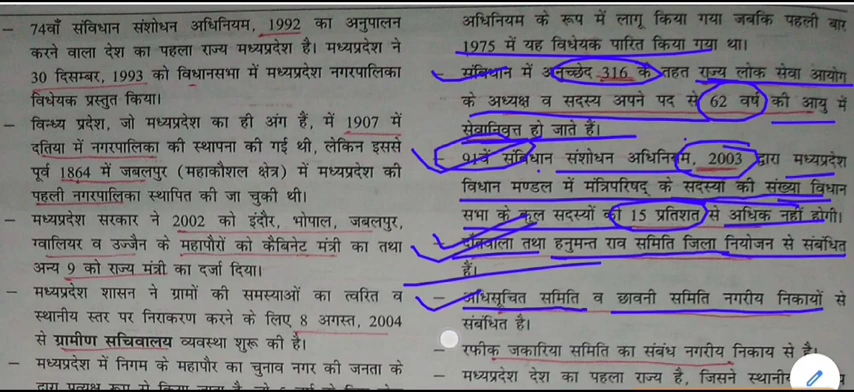 – 74वाँ संविधान संशोधन अधिनियम, 1992 का अनुपालन
करने वाला देश का पहला राज्य मध्यप्रदेश है। मध्यप्रदेश ने
30 दिसम्बर, 1993 को विधानसभा में मध्यप्रदेश नगरपालिका
विधेयक प्रस्तुत किया।
– विन्ध्य प्रदेश, जो मध्यप्रदेश का ही अंग हैं, में 1907 में
दतिया में नगरपालिका की स्थापना की गई थी, लेकिन इससे
पूर्व 1864 में जबलपुर (महाकौशल क्षेत्र) में मध्यप्रदेश की
पहली नगरपालिका स्थापित की जा चुकी थी।
– मध्यप्रदेश सरकार ने 2002 को इंदौर, भोपाल, जबलपुर,
ग्वालियर व उज्जैन के महापौरों को कैबिनेट मंत्री का तथा
अन्य 9 को राज्य मंत्री का दर्जा दिया।
– मध्यप्रदेश शासन ने ग्रामों की समस्याओं का त्वरित व
स्थानीय स्तर पर निराकरण करने के लिए 8 अगस्त, 2004
से ग्रामीण सचिवालय व्यवस्था शुरू की है।
– मध्यप्रदेश में निगम के महापौर का चुनाव नगर की जनता के
द्वारा प्रत्यक्ष रूप से किया जाता है
अधिनियम के रूप में लागू किया गया जबकि पहली बार
1975 में यह विधेयक पारित किया गया था।
– संविधान में अनुच्छेद 316 के तहत राज्य लोक सेवा आयोग
के अध्यक्ष व सदस्य अपने पद से 62 वर्ष की आयु में
सेवानिवृत्त हो जाते हैं।
– 91वें संविधान संशोधन अधिनियम, 2003 द्वारा मध्यप्रदेश
विधान मण्डल में मंत्रिपरिषद् के सदस्यों की संख्या विधान
सभा के कुल सदस्यों की 15 प्रतिशत से अधिक नहीं होगी।
– दाँतवाला तथा हनुमन्त राव समिति जिला नियोजन से संबंधित
हैं।
– अधिसूचित समिति व छावनी समिति नगरीय निकायों से
संबंधित है।
– रफीक जकारिया समिति का संबंध नगरीय निकाय से है।
– मध्यप्रदेश देश का पहला राज्य है, जिसने स्थानीय